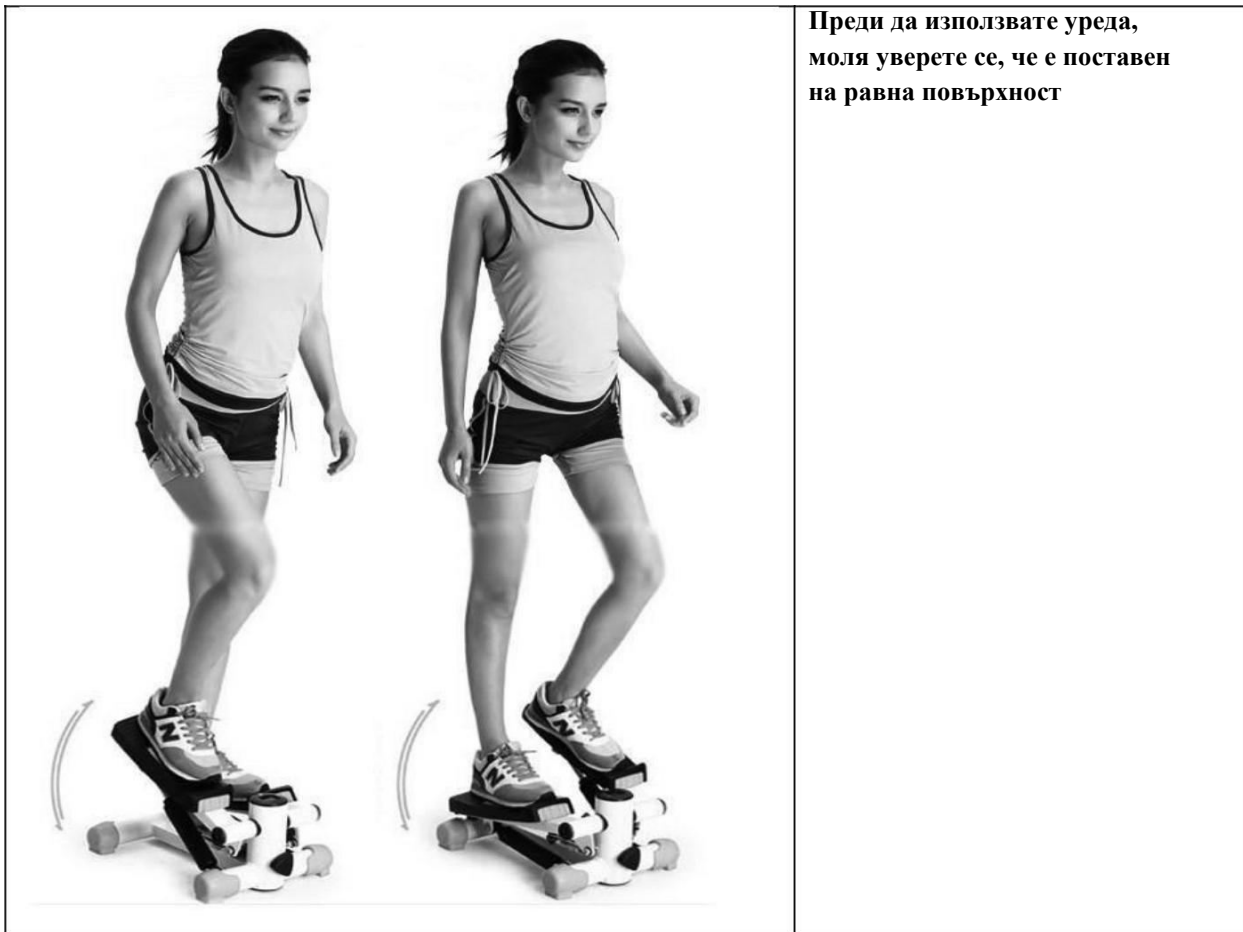 Преди да използвате уреда,
моля уверете се, че е поставен
на равна повърхност
N
N
N